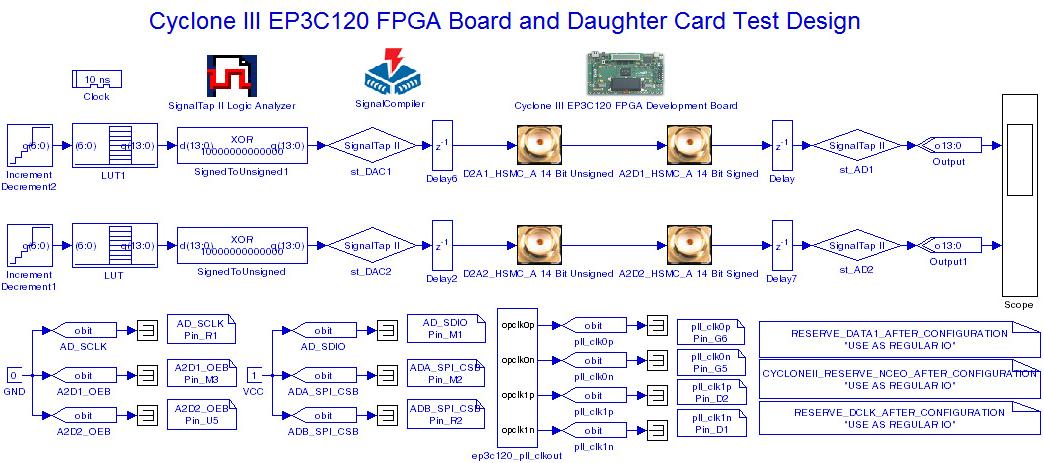 Cyclone III EP3C120 FPGA Board and Daughter Card Test Design
10 ns
Clock
SignalTap II Logic Analyzer
SignalCompiler
Cyclone III EP3C120 FPGA Development Board
q(6:0)
Increment
Decrement2
(6:0) q(13:0)
LUT1
XOR
d(13:0) q(13:0)
10000000000000
SignedToUnsigned1
SignalTap II
st_DAC1
z-1
Delay6
D2A1_HSMC_A 14 Bit Unsigned
A2D1_HSMC_A 14 Bit Signed
z-1
Delay
SignalTap II
st_AD1
o13:0
Output
q(6:0)
Increment
Decrement1
(6:0) q(13:0)
LUT
XOR
d(13:0) q(13:0)
10000000000000
SignedToUnsigned
SignalTap II
st_DAC2
z-1
Delay2
D2A2_HSMC_A 14 Bit Unsigned
A2D2_HSMC_A 14 Bit Signed
z-1
Delay7
SignalTap II
st_AD2
o13:0
Output1
Scope
0
GND
obit
AD_SCLK
AD_SCLK
Pin_R1
obit
A2D1_OEB
A2D1_OEB
Pin_M3
obit
A2D2_OEB
A2D2_OEB
Pin_U5
1
VCC
obit
AD_SDIO
AD_SDIO
Pin_M1
obit
ADA_SPI_CSB
ADA_SPI_CSB
Pin_M2
obit
ADB_SPI_CSB
ADB_SPI_CSB
Pin_R2
opclk0p
opclk0n
opclk1p
opclk1n
ep3c120_pll_clkout
obit
pll_clk0p
pll_clk0p
Pin_G6
obit
pll_clk0n
pll_clk0n
Pin_G5
obit
pll_clk1p
pll_clk1p
Pin_D2
obit
pll_clk1n
pll_clk1n
Pin_D1
RESERVE_DATA1_AFTER_CONFIGURATION
"USE AS REGULAR IO"
CYCLONEII_RESERVE_NCEO_AFTER_CONFIGURATION
"USE AS REGULAR IO"
RESERVE_DCLK_AFTER_CONFIGURATION
"USE AS REGULAR IO"